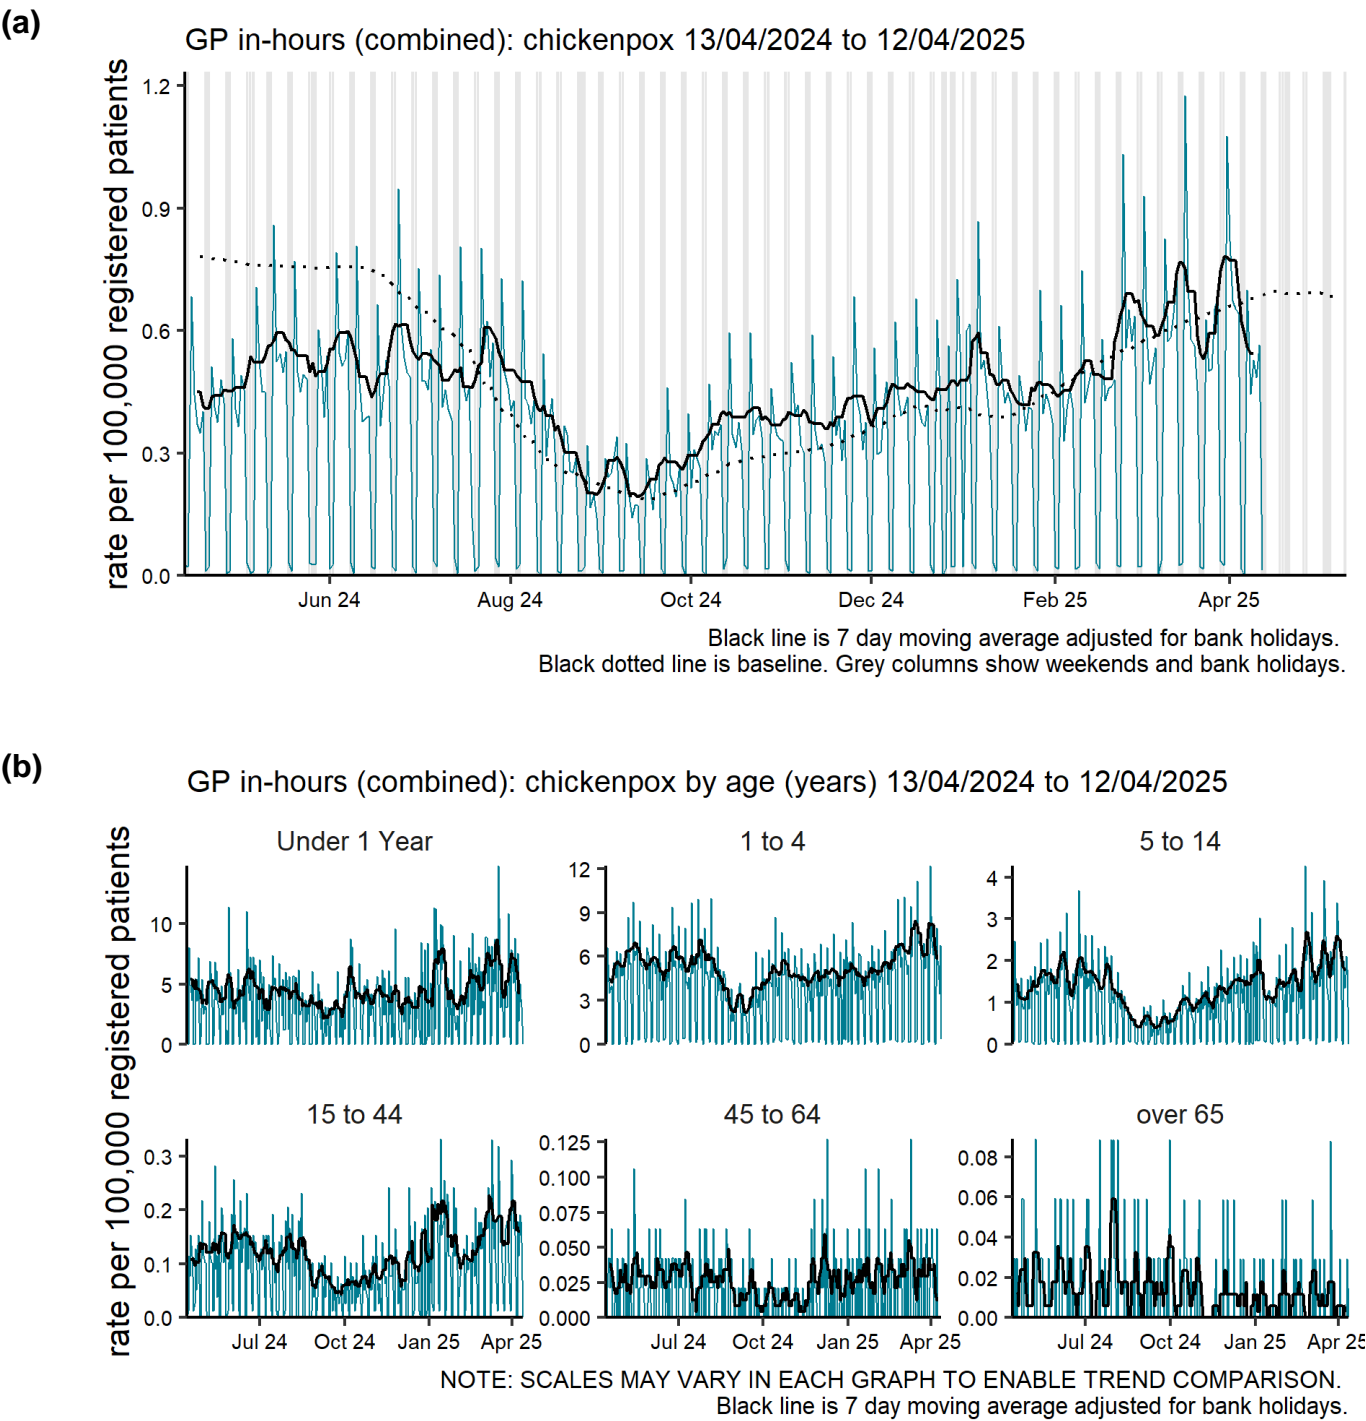 (a)
GP in-hours (combined): chickenpox 13/04/2024 to 12/04/2025
rate per 100,000 registered patients
1.2
0.9
0.6
0.3
0.0
Jun 24 Aug 24 Oct 24 Dec 24 Feb 25 Apr 25
Black line is 7 day moving average adjusted for bank holidays.
Black dotted line is baseline. Grey columns show weekends and bank holidays.
(b)
GP in-hours (combined): chickenpox by age (years) 13/04/2024 to 12/04/2025
rate per 100,000 registered patients
Under 1 Year
10
5
0
1 to 4
12
9
6
3
0
5 to 14
4
3
2
1
0
15 to 44
0.3
0.2
0.1
0.0
Jul 24 Oct 24 Jan 25 Apr 25
45 to 64
0.125
0.100
0.075
0.050
0.025
0.000
Jul 24 Oct 24 Jan 25 Apr 25
over 65
0.08
0.06
0.04
0.02
0.00
Jul 24 Oct 24 Jan 25 Apr 25
NOTE: SCALES MAY VARY IN EACH GRAPH TO ENABLE TREND COMPARISON.
Black line is 7 day moving average adjusted for bank holidays.